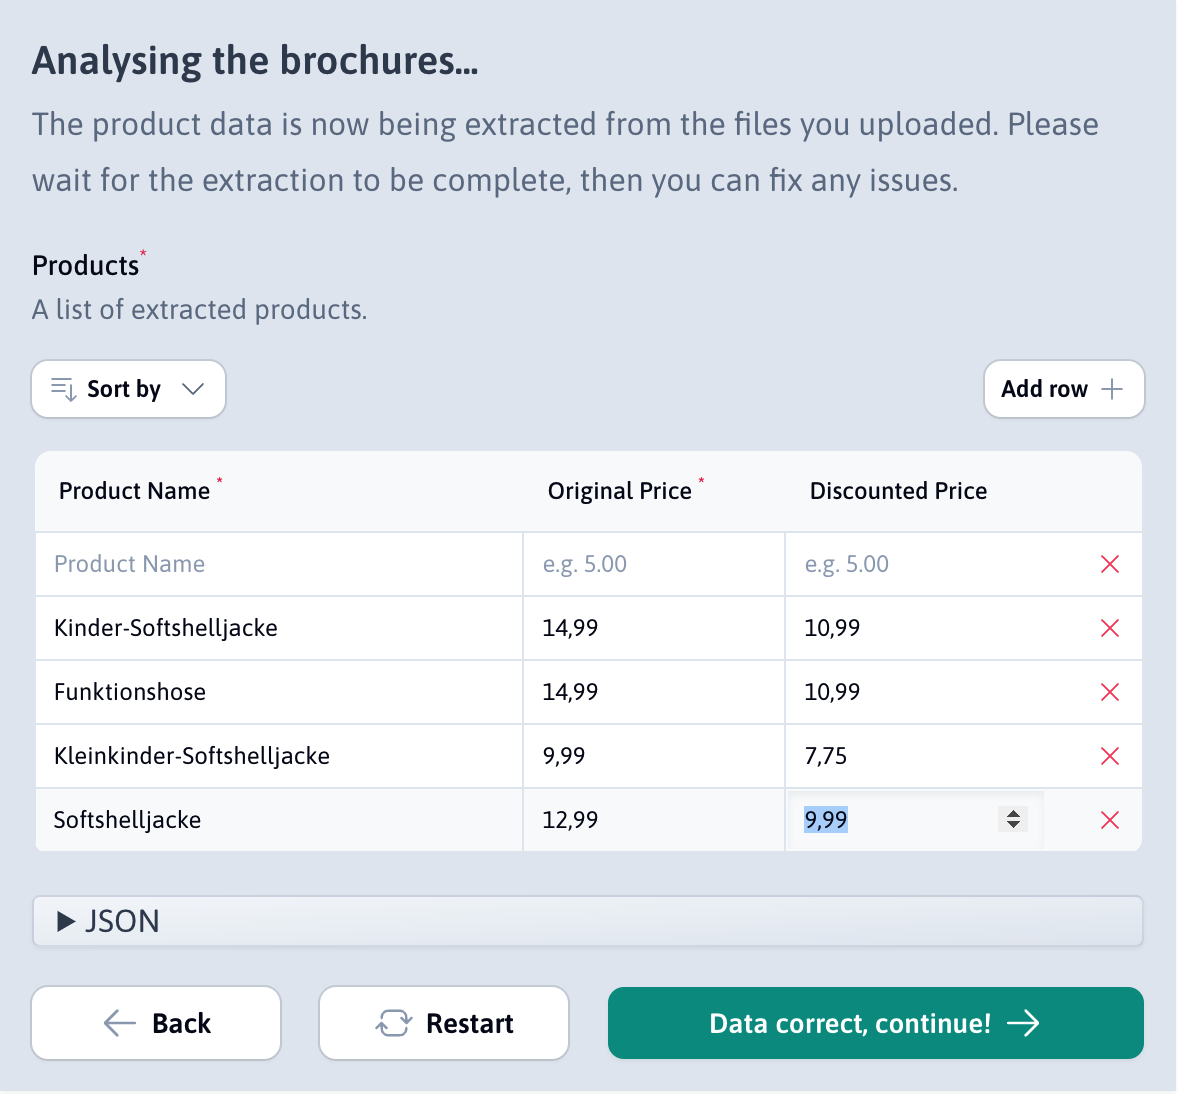 Analysing the brochures...
The product data is now being extracted from the files you uploaded. Please
wait for the extraction to be complete, then you can fix any issues.
Products*
A list of extracted products.
Sort by
Add row
Product Name * Original Price * Discounted Price
Product Name e.g. 5.00 e.g. 5.00
Kinder-Softshelljacke 14,99 10,99
Funktionshose 14,99 10,99
Kleinkinder-Softshelljacke 9,99 7,75
Softshelljacke 12,99 9,99
JSON
Back
Restart
Data correct, continue!